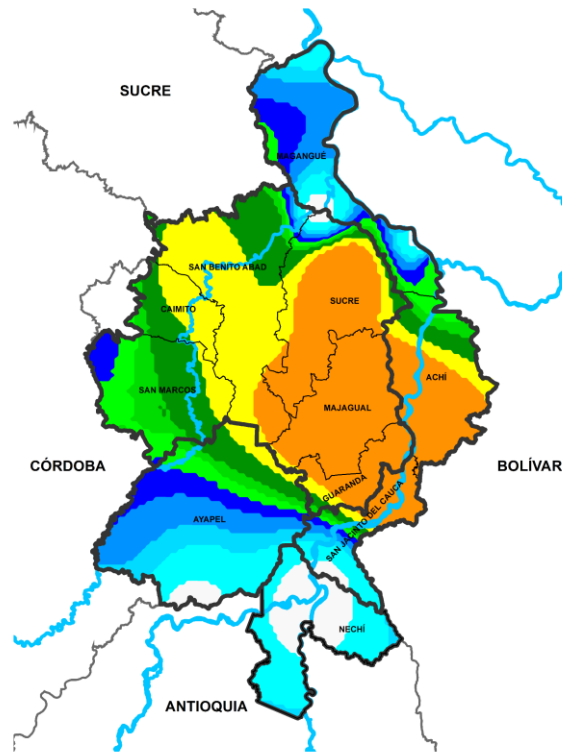 SUCRE
MAGANGUÉ
SAN BENITO ABAD
SUCRE
CAIMITO
ACHÍ
SAN MARCOS
MAJAGUAL
CÓRDOBA
BOLÍVAR
GUARANDA
SAN JACINTO DEL CAUCA
AYAPEL
NECHÍ
ANTIOQUIA